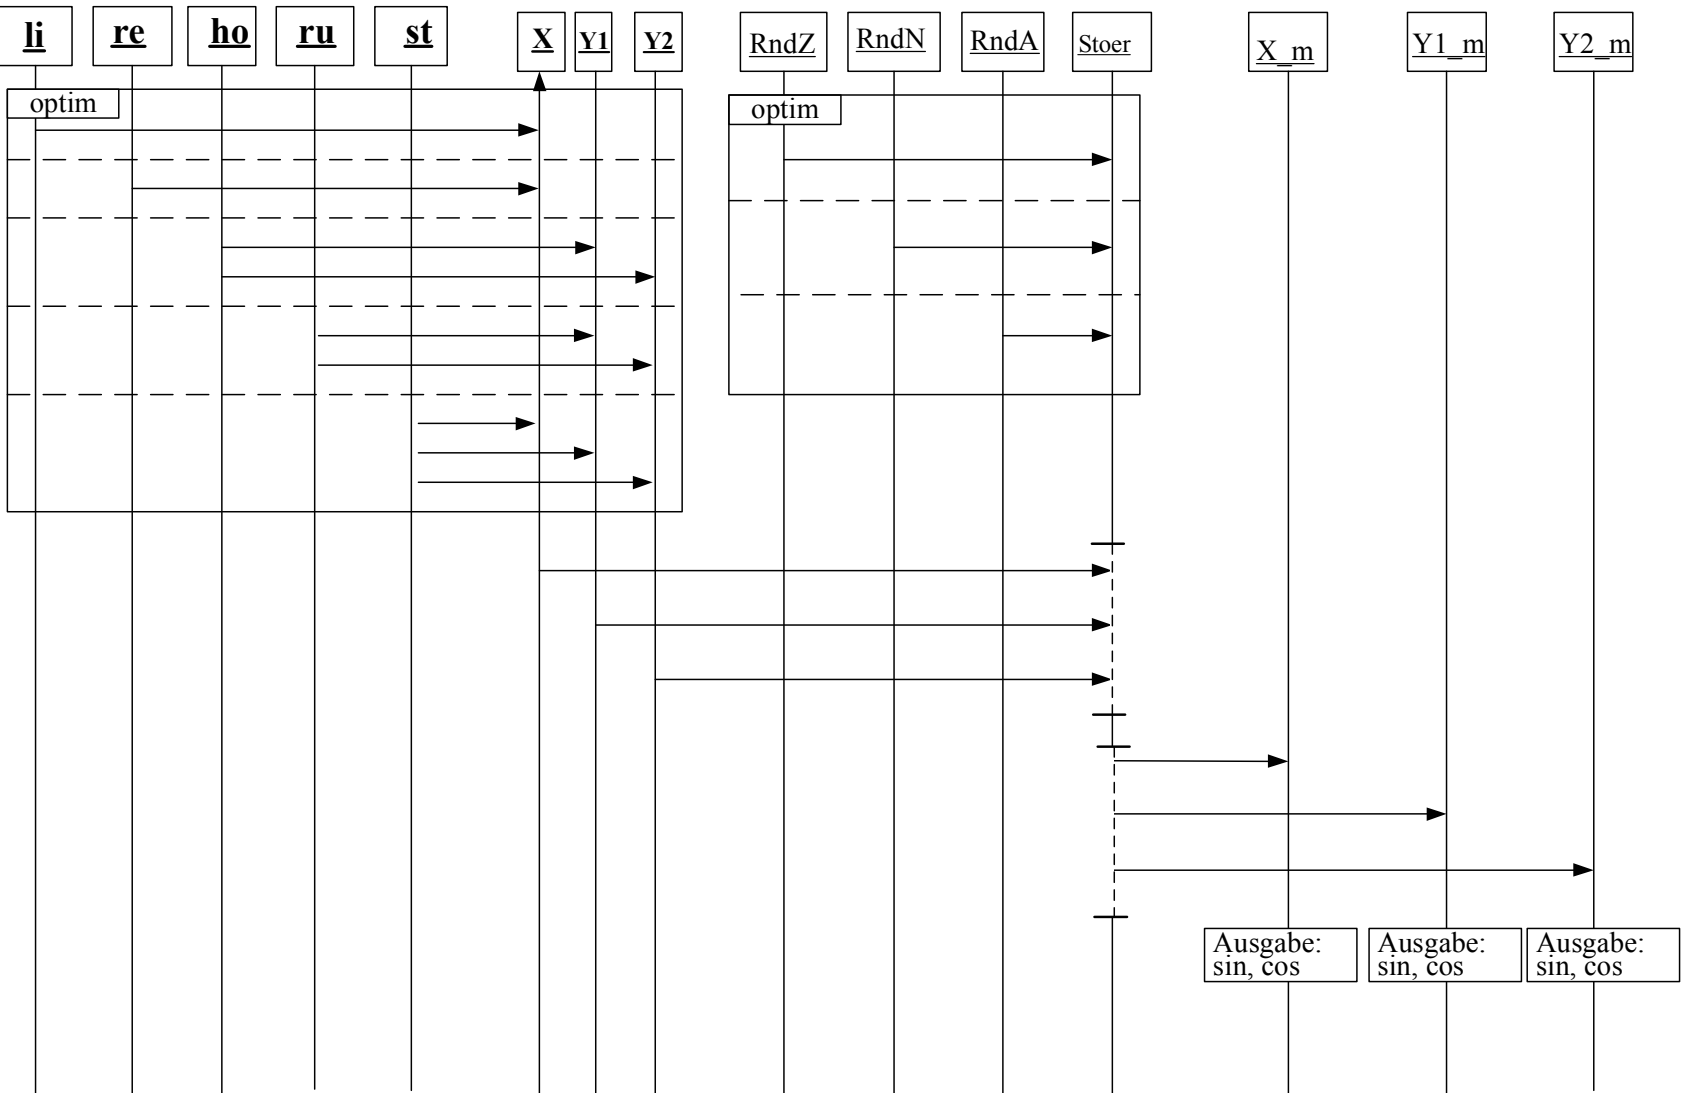 li
re
ho
ru
st
X
Y1
Y2
RndZ
RndN
RndA
Stoer
X_m
Y1_m
Y2_m
optim
optim
Ausgabe:
sin, cos
Ausgabe:
sin, cos
Ausgabe:
sin, cos